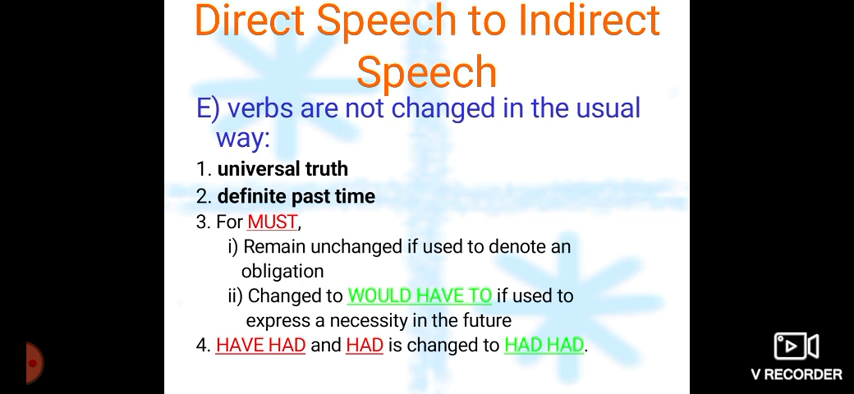 Direct Speech to Indirect
Speech
E) verbs are not changed in the usual
way:
1. universal truth
2. definite past time
3. For MUST,
i) Remain unchanged if used to denote an
obligation
ii) Changed to WOULD HAVE TO if used to
express a necessity in the future
4. HAVE HAD and HAD is changed to HAD HAD.
V RECORDER